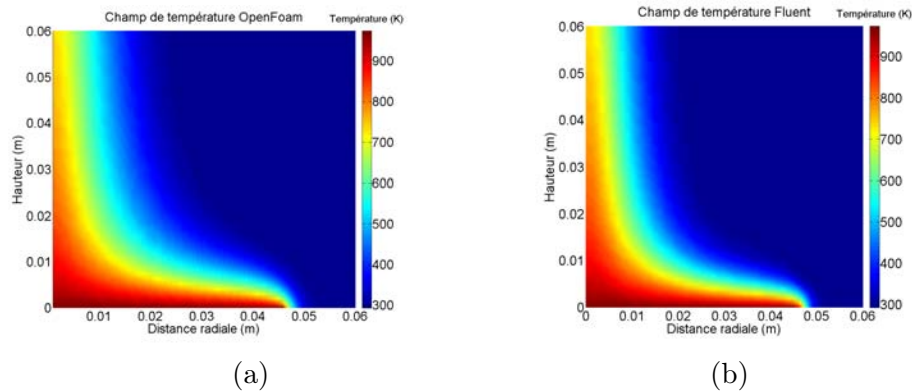 Champ de température OpenFoam
Température (K)
0.06
0.05
0.04
0.03
0.02
0.01
0
Hauteur (m)
0.01 0.02 0.03 0.04 0.05 0.06
Distance radiale (m)
900
800
700
600
500
400
300
(a)
Champ de température Fluent
Température (K)
0.06
0.05
0.04
0.03
0.02
0.01
0
Hauteur (m)
0 0.01 0.02 0.03 0.04 0.05 0.06
Distance radiale (m)
900
800
700
600
500
400
300
(b)